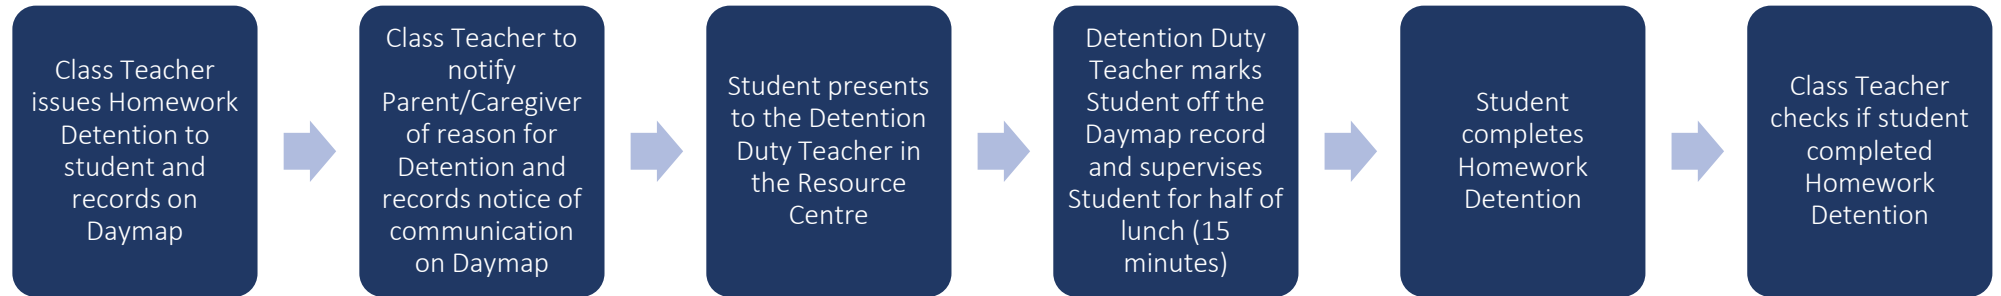 Class Teacher
issues Homework
Detention to
student and
records on
Daymap
Class Teacher to
notify
Parent/Caregiver
of reason for
Detention and
records notice of
communication
on Daymap
Student presents
to the Detention
Duty Teacher in
the Resource
Centre
Detention Duty
Teacher marks
Student off the
Daymap record
and supervises
Student for half of
lunch (15
minutes)
Student
completes
Homework
Detention
Class Teacher
checks if student
completed
Homework
Detention